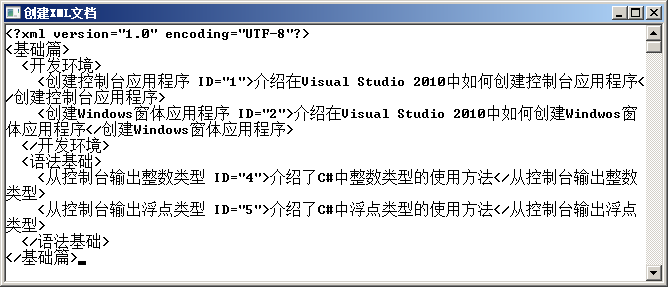 创建XML文档
<?xml version="1.0" encoding="UTF-8"?>
<基础篇>
  <开发环境>
    <创建控制台应用程序 ID="1">介绍在Visual Studio 2010中如何创建控制台应用程序<
/创建控制台应用程序>
    <创建Windows窗体应用程序 ID="2">介绍在Visual Studio 2010中如何创建Windwos窗
体应用程序</创建Windows窗体应用程序>
  </开发环境>
  <语法基础>
    <从控制台输出整数类型 ID="4">介绍了C#中整数类型的使用方法</从控制台输出整数
类型>
    <从控制台输出浮点类型 ID="5">介绍了C#中浮点类型的使用方法</从控制台输出浮点
类型>
  </语法基础>
</基础篇>